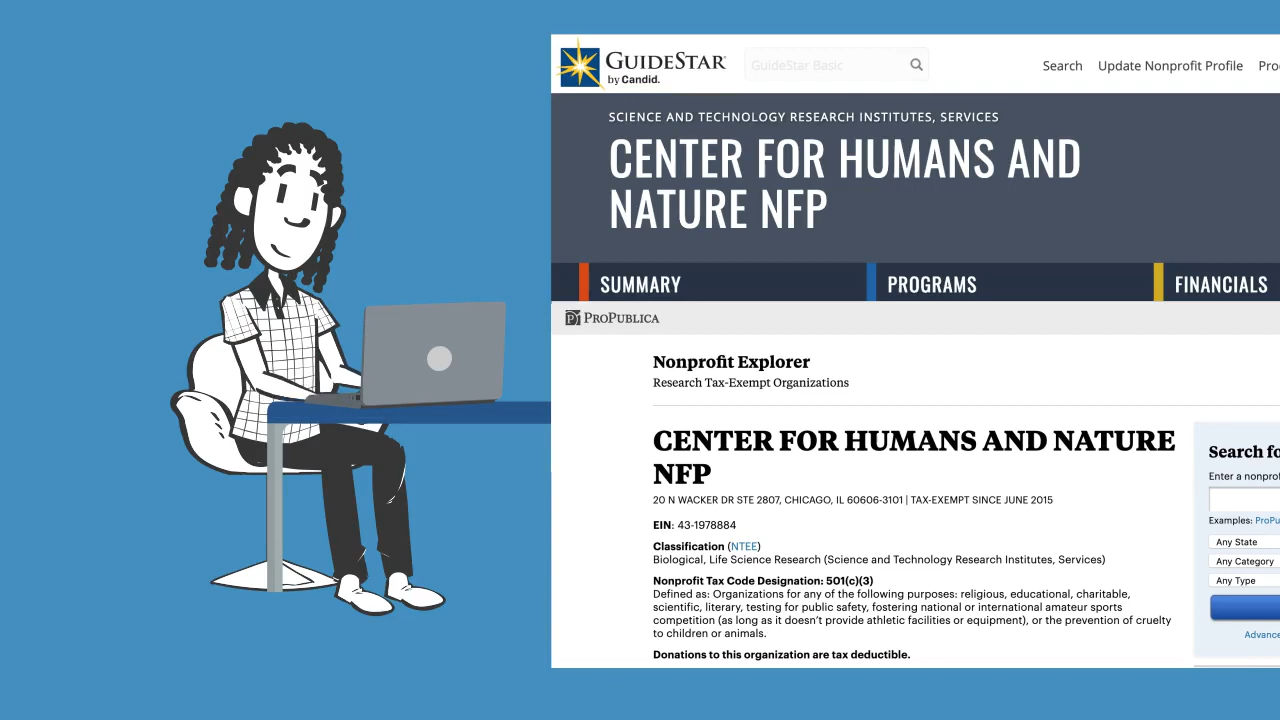 GUIDESTAR
by Candid.
GuideStar Basic
Search Update Nonprofit Profile
SCIENCE AND TECHNOLOGY RESEARCH INSTITUTES, SERVICES
CENTER FOR HUMANS AND
NATURE NFP
SUMMARY PROGRAMS FINANCIALS
PROPUBLICA
Nonprofit Explorer
Research Tax-Exempt Organizations
CENTER FOR HUMANS AND NATURE
NFP
20 N WACKER DR STE 2807, CHICAGO, IL 60606-3101 | TAX-EXEMPT SINCE JUNE 2015
EIN: 43-1978884
Classification (NTEE)
Biological, Life Science Research (Science and Technology Research Institutes, Services)
Nonprofit Tax Code Designation: 501(c)(3)
Defined as: Organizations for any of the following purposes: religious, educational, charitable,
scientific, literary, testing for public safety, fostering national or international amateur sports
competition (as long as it doesn't provide athletic facilities or equipment), or the prevention of cruelty
to children or animals.
Donations to this organization are tax deductible.
Search
Enter a
Examples:
Any State
Any Category
Any Type